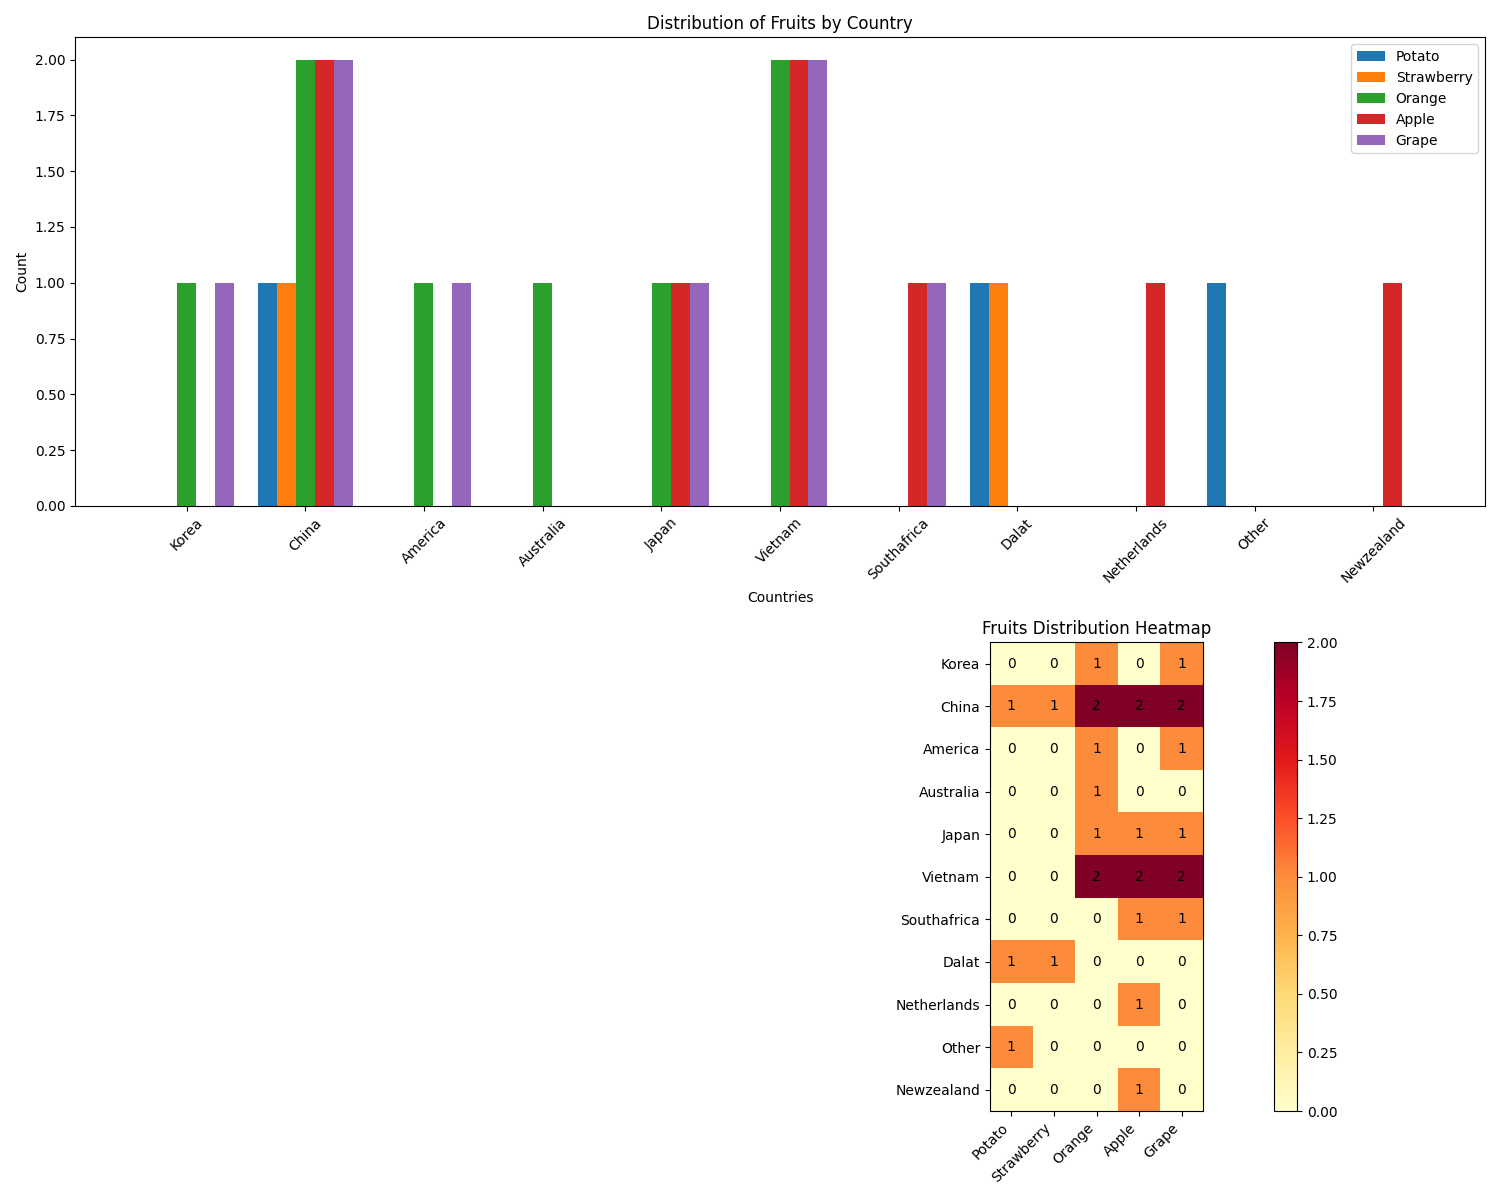 Distribution of Fruits by Country
2.00
1.75
1.50
1.25
1.00
0.75
0.50
0.25
0.00
Count
Potato
Strawberry
Orange
Apple
Grape
Korea China America Australia Japan Vietnam Southafrica Dalat Netherlands Other Newzealand
Countries
Fruits Distribution Heatmap
Korea 0 0 1 0 1
China 1 1 2 2 2
America 0 0 1 0 1
Australia 0 0 1 0 0
Japan 0 0 1 1 1
Vietnam 0 0 2 2 2
Southafrica 0 0 0 1 1
Dalat 1 1 0 0 0
Netherlands 0 0 0 1 0
Other 1 0 0 0 0
Newzealand 0 0 0 1 0
Potato Strawberry Orange Apple Grape
2.00
1.75
1.50
1.25
1.00
0.75
0.50
0.25
0.00